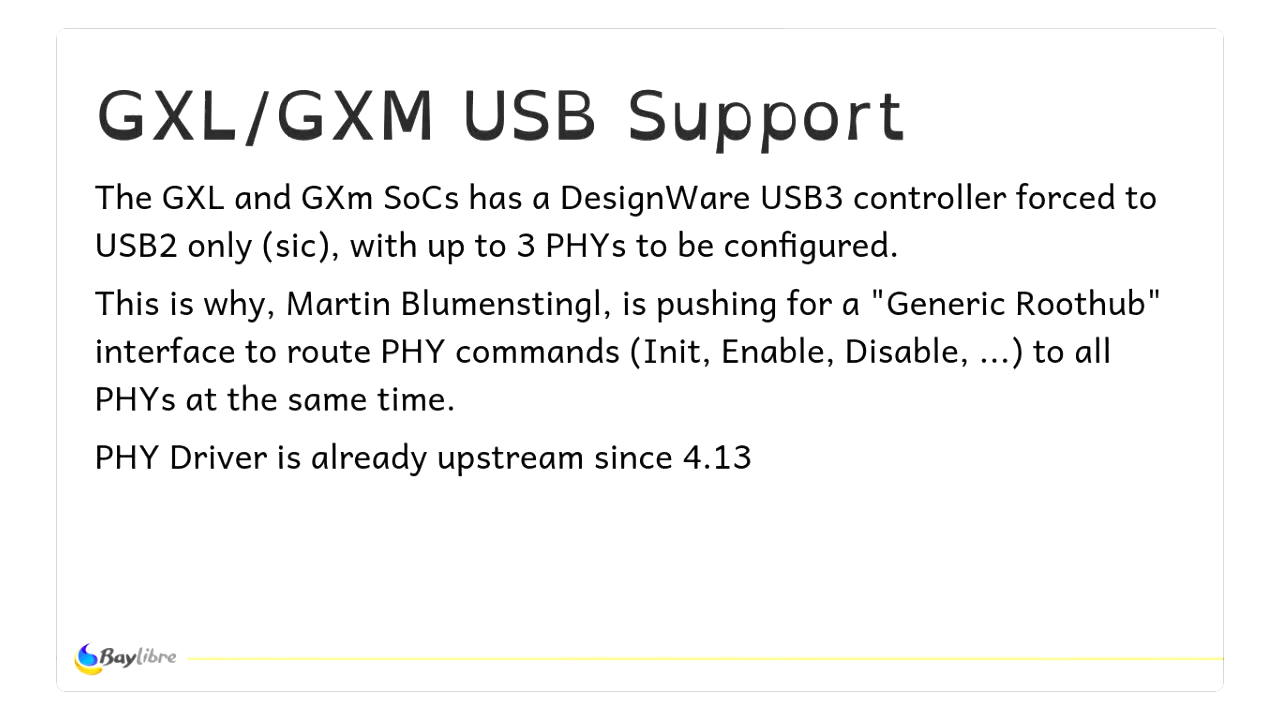 GXL/GXM USB Support
The GXL and GXm SoCs has a DesignWare USB3 controller forced to
USB2 only (sic), with up to 3 PHYs to be configured.
This is why, Martin Blumenstingl, is pushing for a "Generic Roothub"
interface to route PHY commands (Init, Enable, Disable, ...) to all
PHYs at the same time.
PHY Driver is already upstream since 4.13
Baylibre